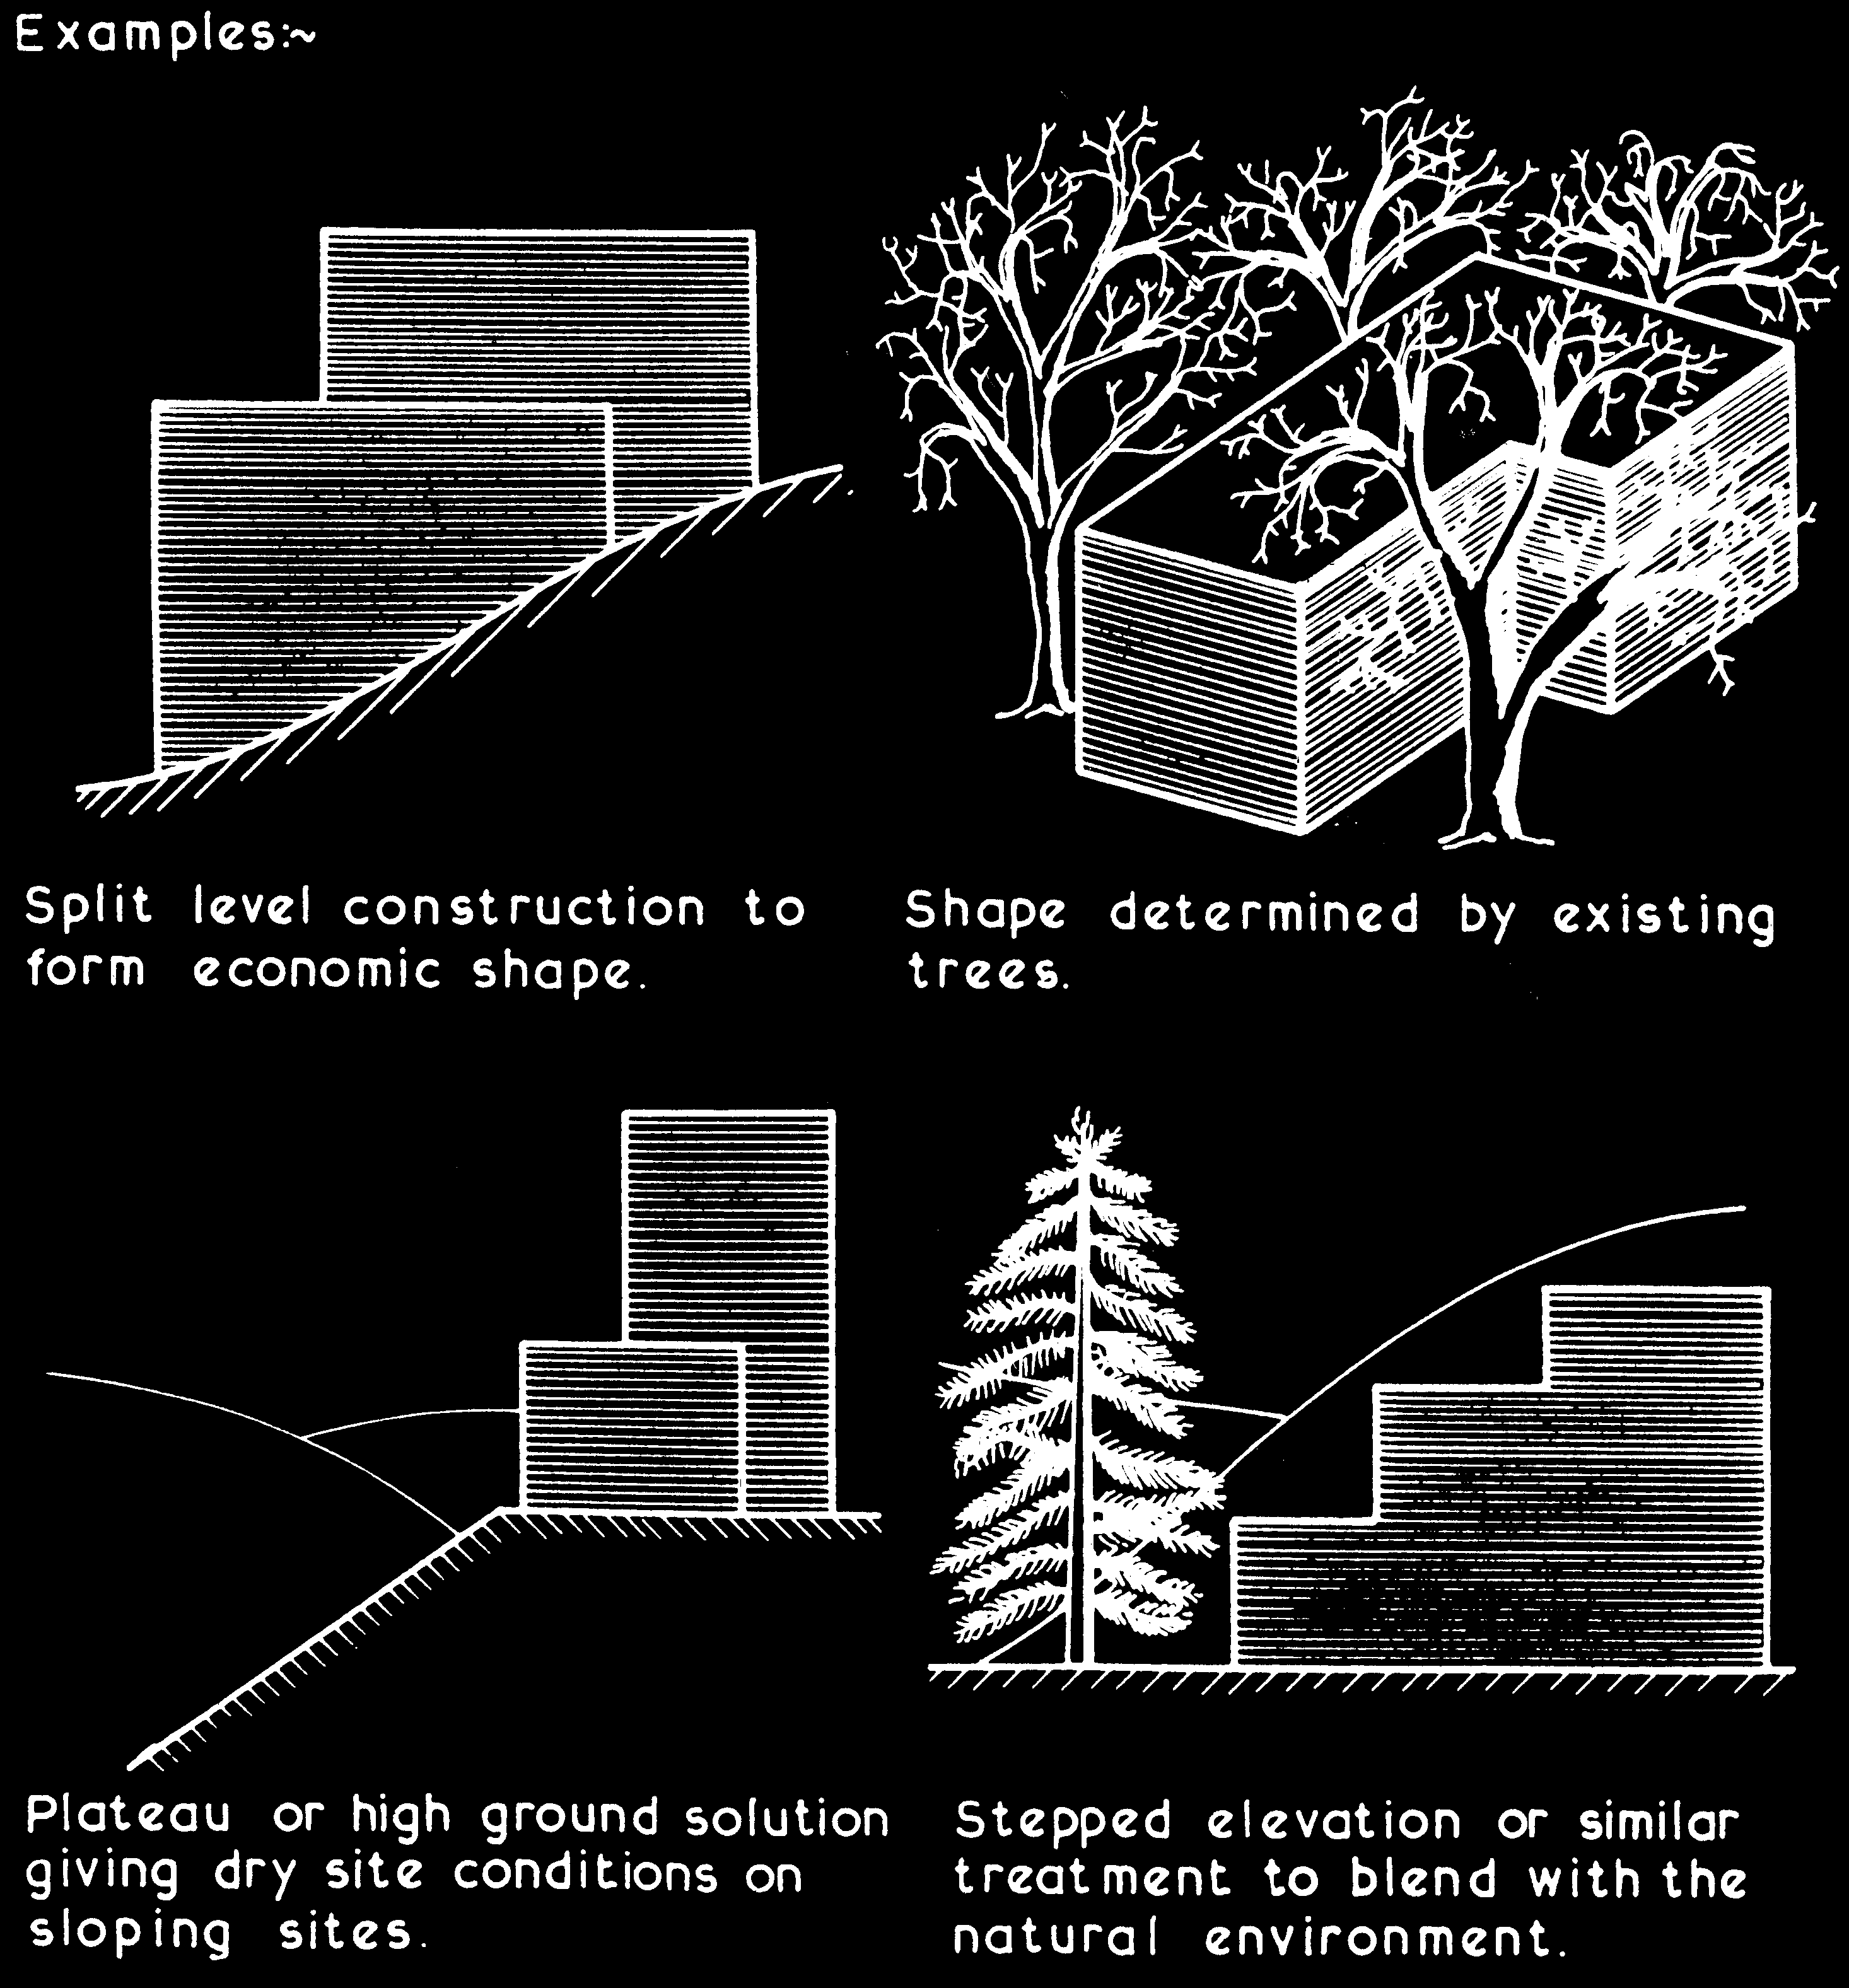 Examples:~
Split level construction to
form economic shape.
Shape determined by existing
trees.
Plateau or high ground solution
giving dry site conditions on
sloping sites.
Stepped elevation or similar
treatment to blend with the
natural environment.